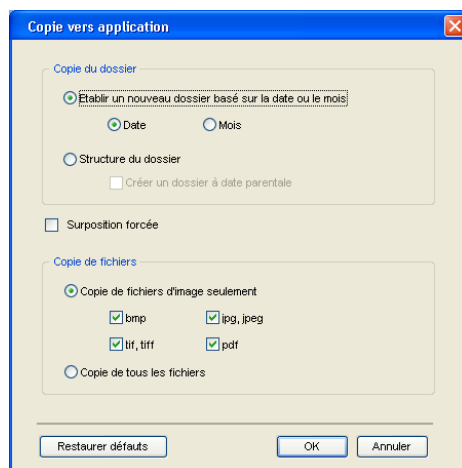 Copie vers application
Copie du dossier
Etablir un nouveau dossier basé sur la date ou le mois
Date Mois
Structure du dossier
Créer un dossier à date parentale
Surposition forcée
Copie de fichiers
Copie de fichiers d'image seulement
bmp jpg, jpeg
tif, tiff pdf
Copie de tous les fichiers
Restaurer défauts OK Annuler